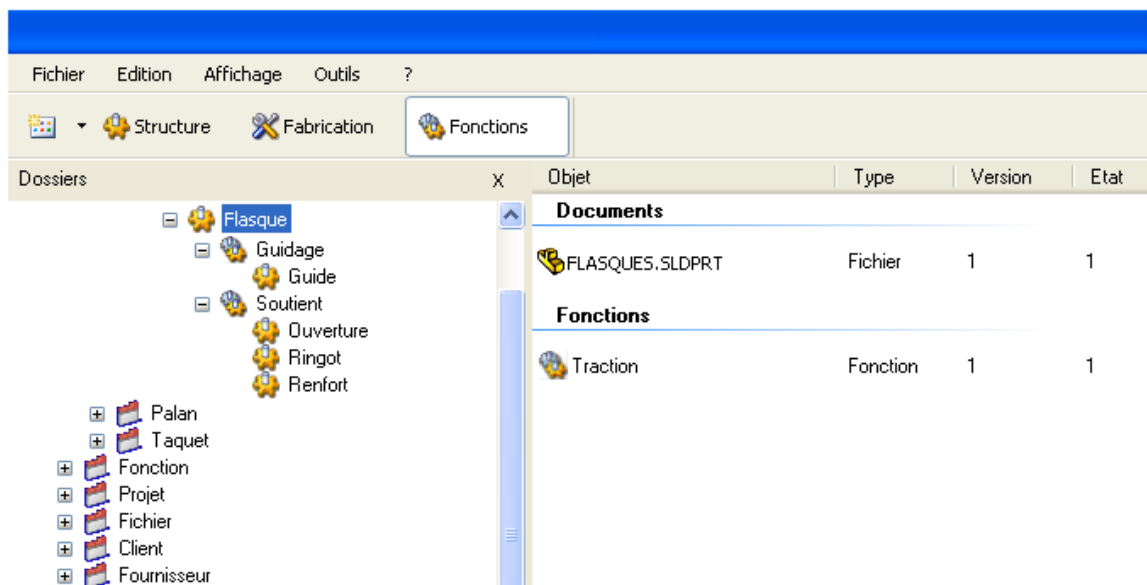 Fichier Edition Affichage Outils ?
Structure Fabrication Fonctions
Dossiers X Objet Type Version Etat
Flasque
Guidage
Guide
Soutient
Ouverture
Ringot
Renfort
Palan
Taquet
Fonction
Projet
Fichier
Client
Fournisseur
Documents
FLASQUES.SLDPRT Fichier 1 1
Fonctions
Traction Fonction 1 1